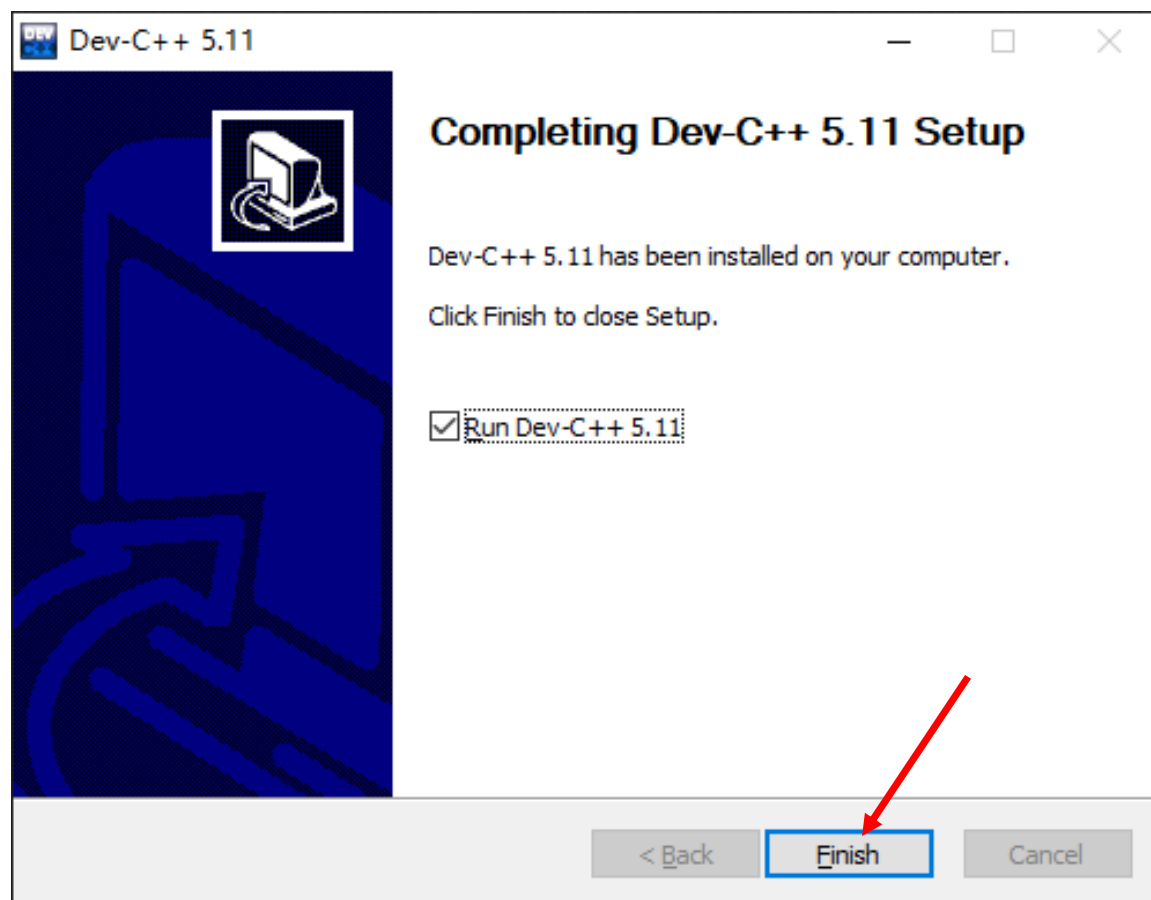 Dev-C++ 5.11
Completing Dev-C++ 5.11 Setup
Dev-C++ 5.11 has been installed on your computer.
Click Finish to close Setup.
Run Dev-C++ 5.11
< Back Finish Cancel